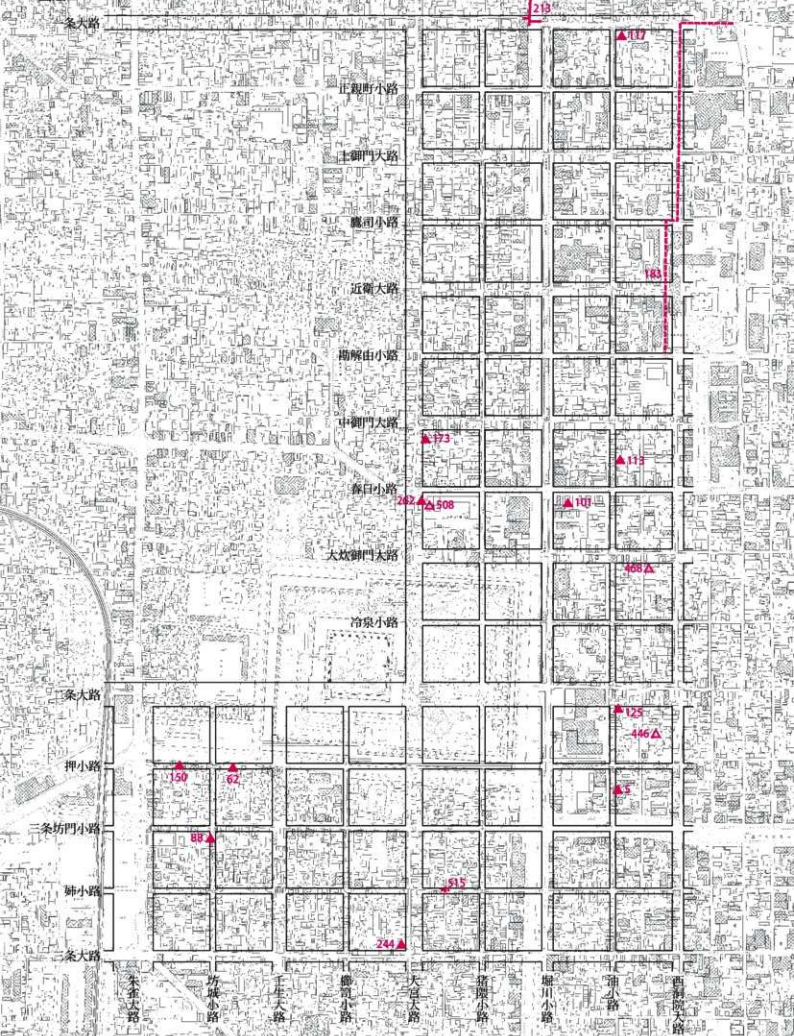 213
一条大路
117
正親町小路
土御門大路
鷹司小路
183
近衛大路
勘解由小路
中御門大路
173
113
春日小路
262
508
101
大炊御門大路
468
冷泉小路
二条大路
125
446
押小路
150
62
5
三条坊門小路
88
姉小路
515
三条大路
244
朱雀大路
坊城小路
壬生大路
櫛笥小路
大宮大路
猪隈小路
堀川小路
油小路
西洞院大路